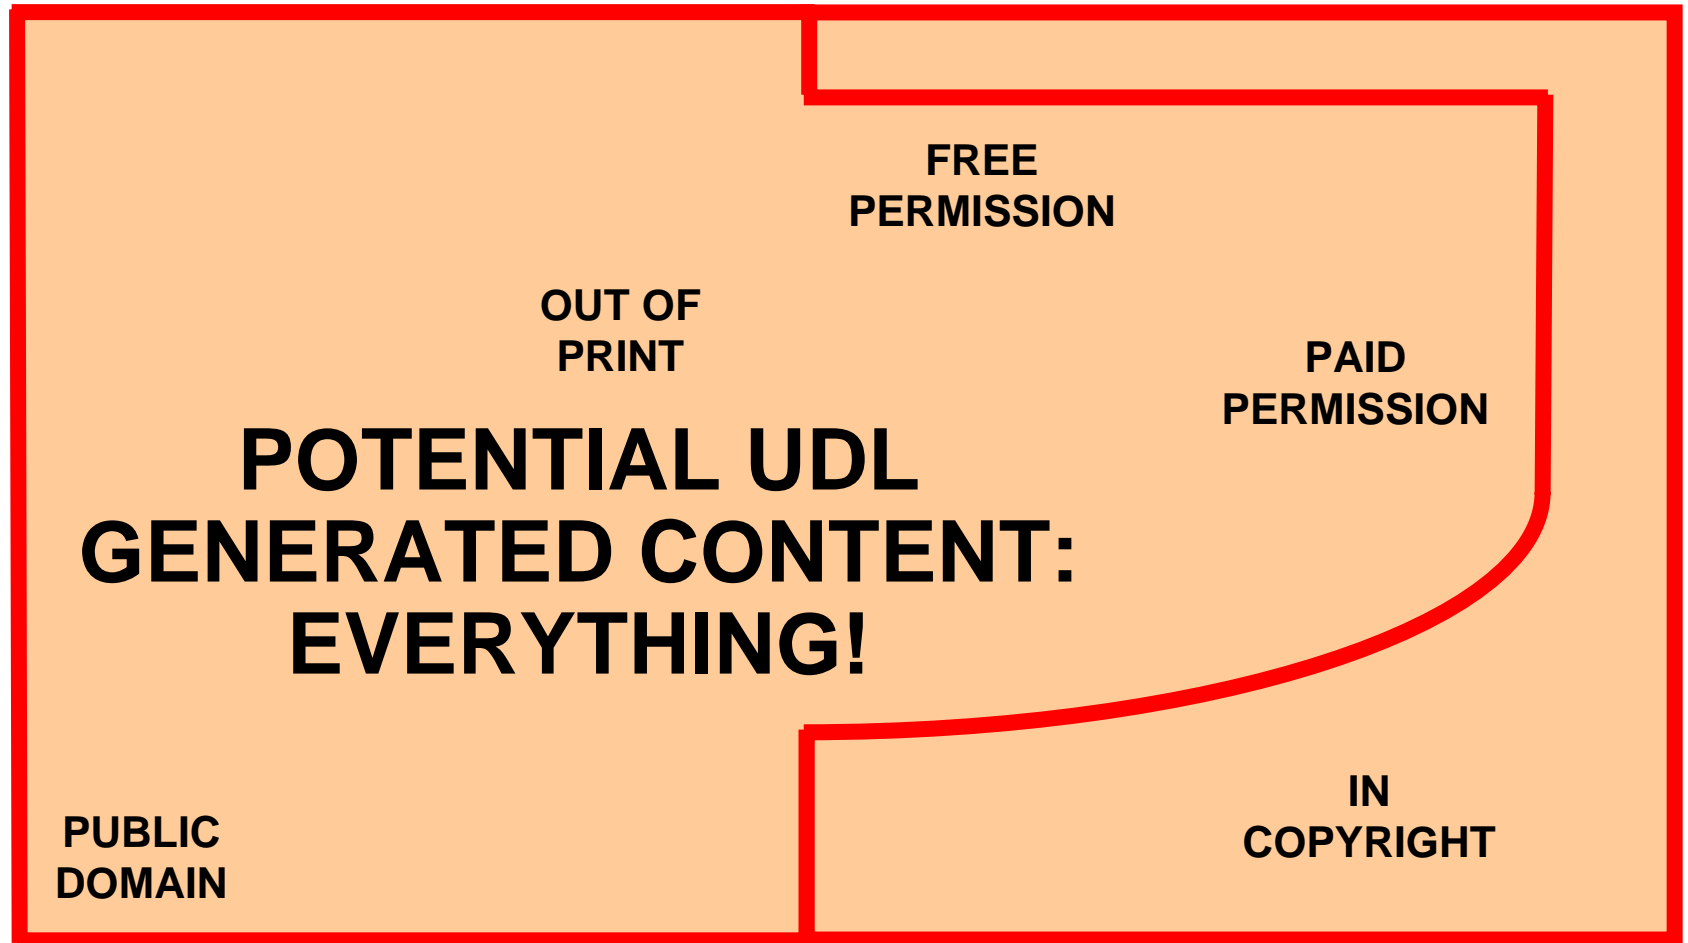 FREE
PERMISSION
OUT OF
PRINT
PAID
PERMISSION
POTENTIAL UDL
GENERATED CONTENT:
EVERYTHING!
IN
COPYRIGHT
PUBLIC
DOMAIN